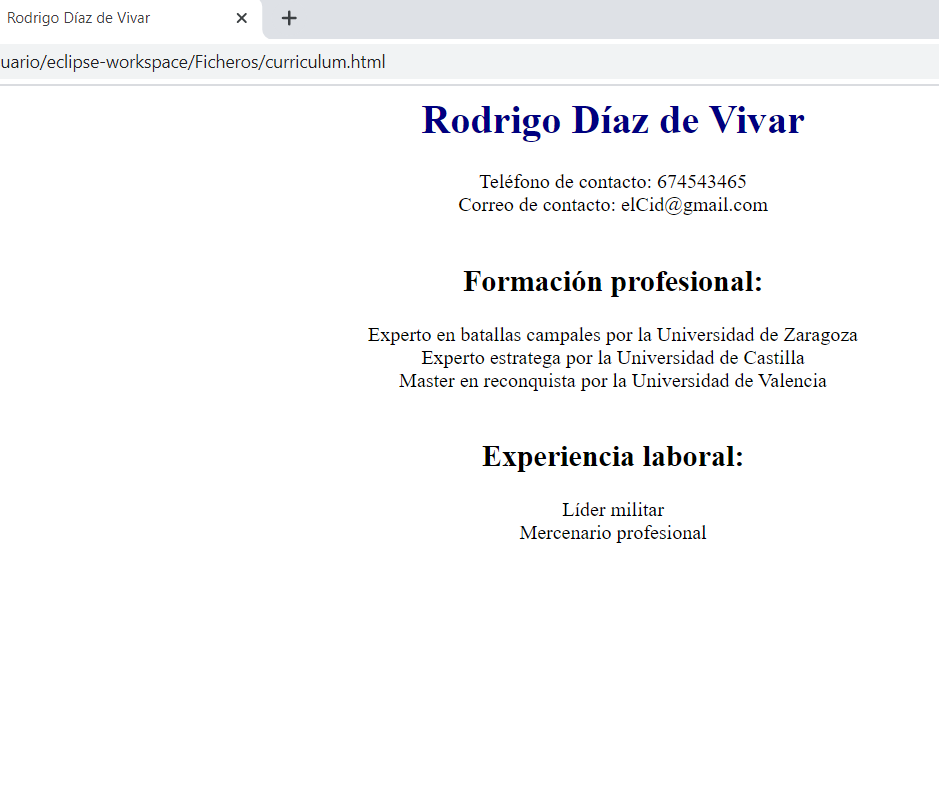 Rodrigo Díaz de Vivar
uario/eclipse-workspace/Ficheros/curriculum.html
Rodrigo Díaz de Vivar
Teléfono de contacto: 674543465
Correo de contacto: elCid@gmail.com
Formación profesional:
Experto en batallas campales por la Universidad de Zaragoza
Experto estratega por la Universidad de Castilla
Master en reconquista por la Universidad de Valencia
Experiencia laboral:
Líder militar
Mercenario profesional